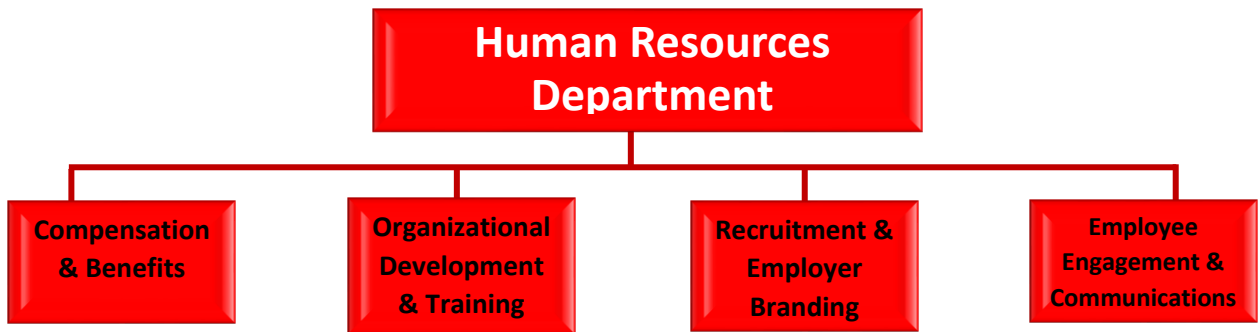 Human Resources
Department
Compensation
& Benefits
Organizational
Development
& Training
Recruitment &
Employer
Branding
Employee
Engagement &
Communications